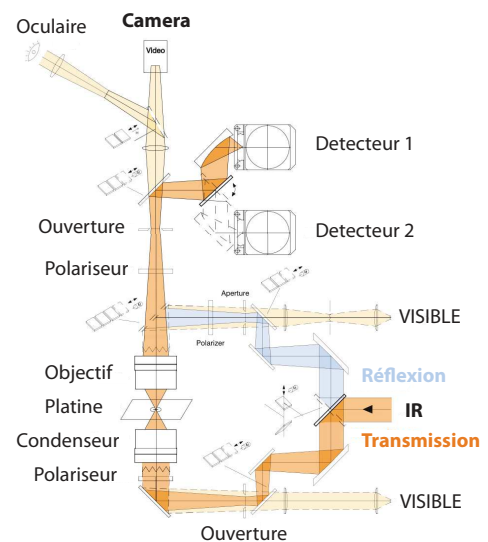 Oculaire
Camera
Video
Detecteur 1
Detecteur 2
Ouverture
Polariseur
Aperture
VISIBLE
Polarizer
Objectif
Réflexion
Platine
IR
Condenseur
Transmission
Polariseur
VISIBLE
Ouverture